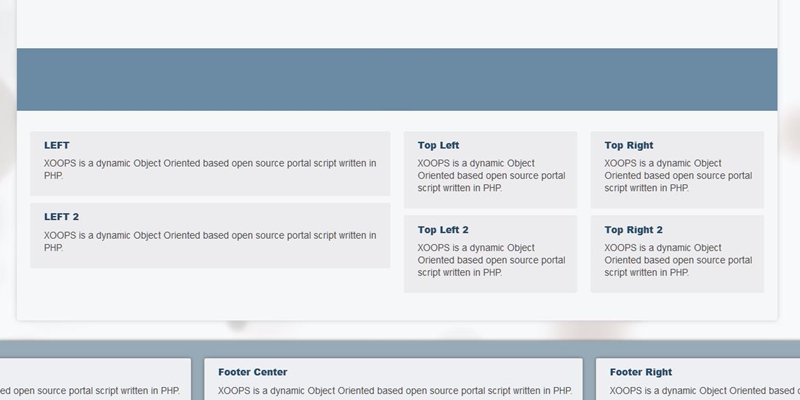 LEFT
XOOPS is a dynamic Object Oriented based open source portal script written in
PHP.
LEFT 2
XOOPS is a dynamic Object Oriented based open source portal script written in
PHP.
Top Left
XOOPS is a dynamic Object
Oriented based open source portal
script written in PHP.
Top Left 2
XOOPS is a dynamic Object
Oriented based open source portal
script written in PHP.
Top Right
XOOPS is a dynamic Object
Oriented based open source portal
script written in PHP.
Top Right 2
XOOPS is a dynamic Object
Oriented based open source portal
script written in PHP.
ed open source portal script written in PHP.
Footer Center
XOOPS is a dynamic Object Oriented based open source portal script written in PHP.
Footer Right
XOOPS is a dynamic Object Oriented based o